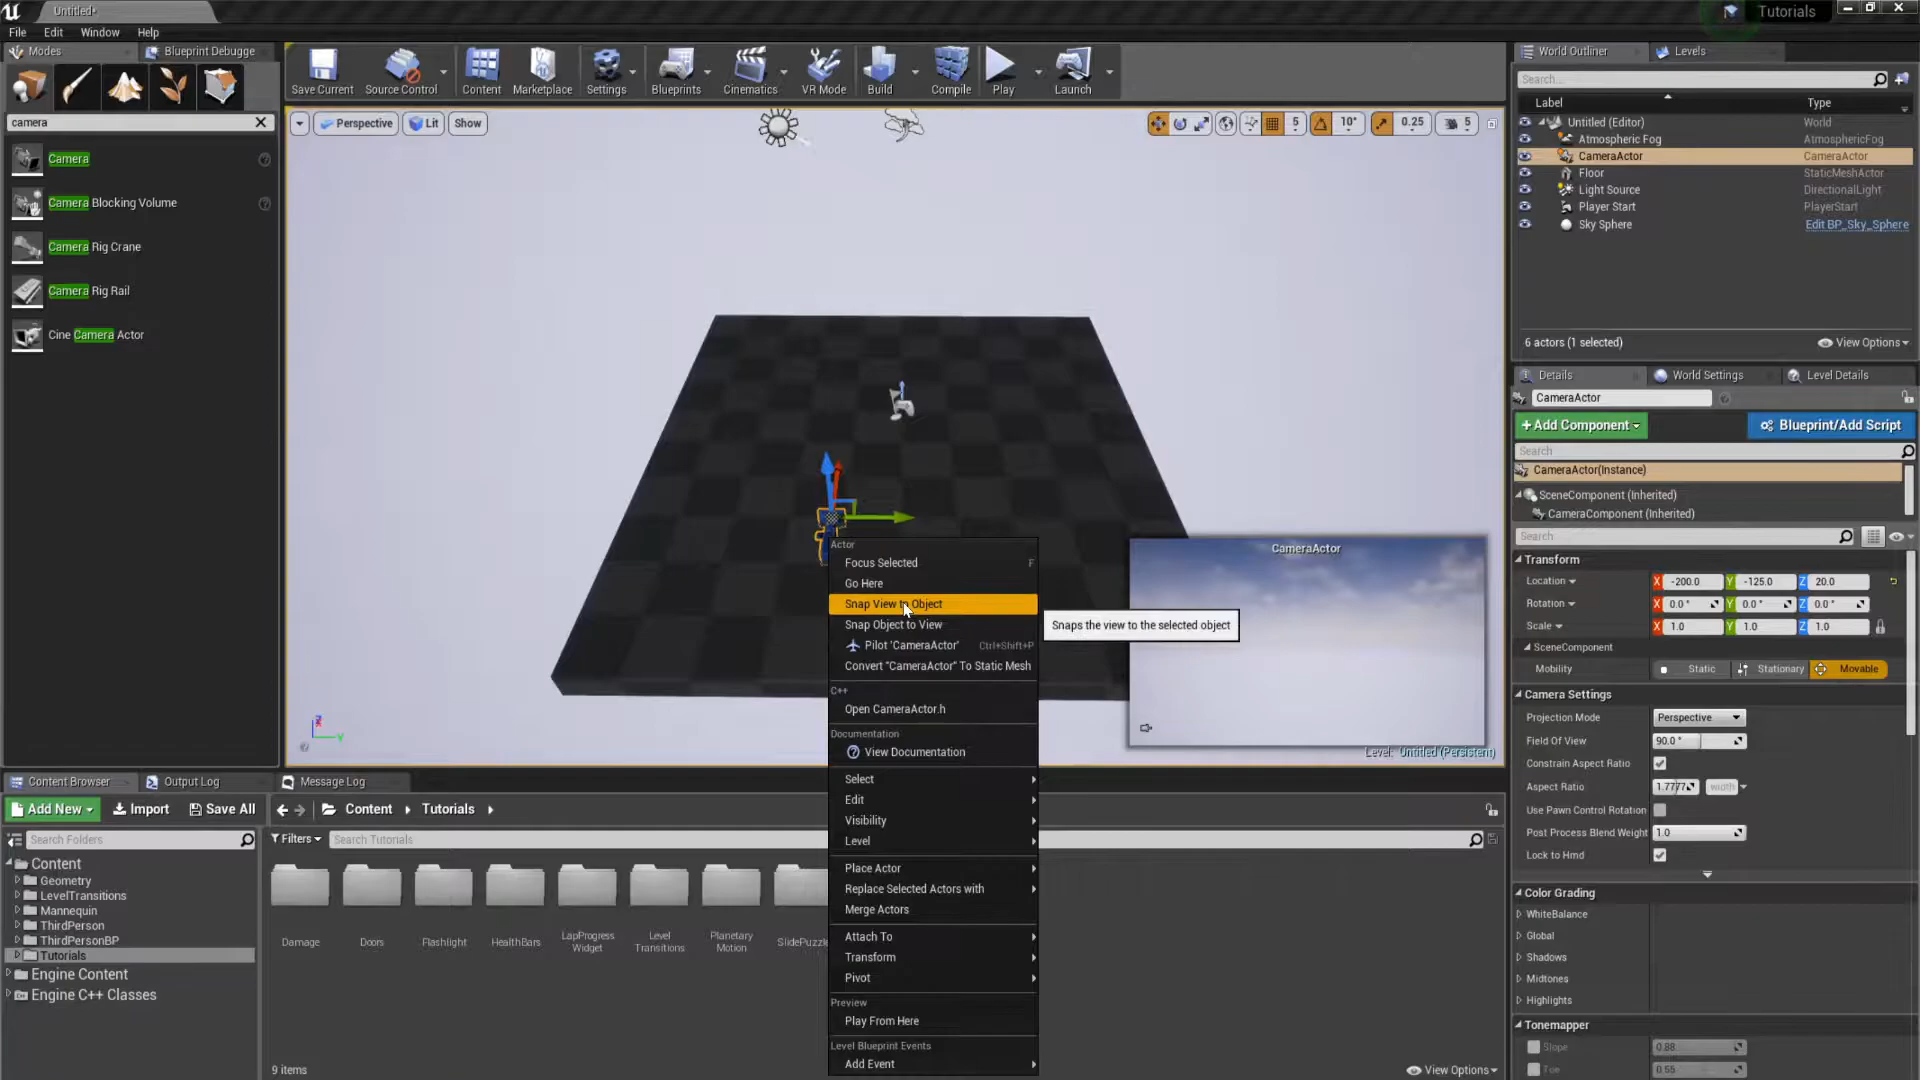 Untitled*
Tutorials
File Edit Window Help
Modes
Blueprint Debugge
camera
Camera
Camera Blocking Volume
Camera Rig Crane
Camera Rig Rail
Cine Camera Actor
Save Current
Source Control
Content
Marketplace
Settings
Blueprints
Cinematics
VR Mode
Build
Compile
Play
Launch
Perspective
Lit
Show
5
10°
0.25
5
Actor
Focus Selected F
Go Here
Snap View to Object
Snap Object to View
Pilot 'CameraActor' Ctrl+Shift+P
Convert "CameraActor" To Static Mesh
C++
Open CameraActor.h
Documentation
View Documentation
Select
Edit
Visibility
Level
Place Actor
Replace Selected Actors with
Merge Actors
Attach To
Transform
Pivot
Preview
Play From Here
Level Blueprint Events
Add Event
Snaps the view to the selected object
CameraActor
Level: Untitled (Persistent)
World Outliner
Levels
Search...
Label Type
Untitled (Editor) World
Atmospheric Fog AtmosphericFog
CameraActor CameraActor
Floor StaticMeshActor
Light Source DirectionalLight
Player Start PlayerStart
Sky Sphere Edit BP_Sky_Sphere
6 actors (1 selected)
View Options
Details
World Settings
Level Details
CameraActor
+Add Component
Blueprint/Add Script
Search
CameraActor(Instance)
SceneComponent (Inherited)
CameraComponent (Inherited)
Search
Transform
Location X -200.0 Y -125.0 Z 20.0
Rotation X 0.0° Y 0.0° Z 0.0°
Scale X 1.0 Y 1.0 Z 1.0
SceneComponent
Mobility Static Stationary Movable
Camera Settings
Projection Mode Perspective
Field Of View 90.0°
Constrain Aspect Ratio
Aspect Ratio 1.7777 width
Use Pawn Control Rotation
Post Process Blend Weight 1.0
Lock to Hmd
Color Grading
WhiteBalance
Global
Shadows
Midtones
Highlights
Tonemapper
Slope 0.88
Toe 0.55
Content Browser
Output Log
Message Log
Add New
Import
Save All
Content
Tutorials
Search Folders
Filters
Search Tutorials
Content
Geometry
LevelTransitions
Mannequin
ThirdPerson
ThirdPersonBP
Tutorials
Engine Content
Engine C++ Classes
Damage
Doors
Flashlight
HealthBars
LapProgress
Widget
Level
Transitions
Planetary
Motion
SlidePuzzle
9 items
View Options